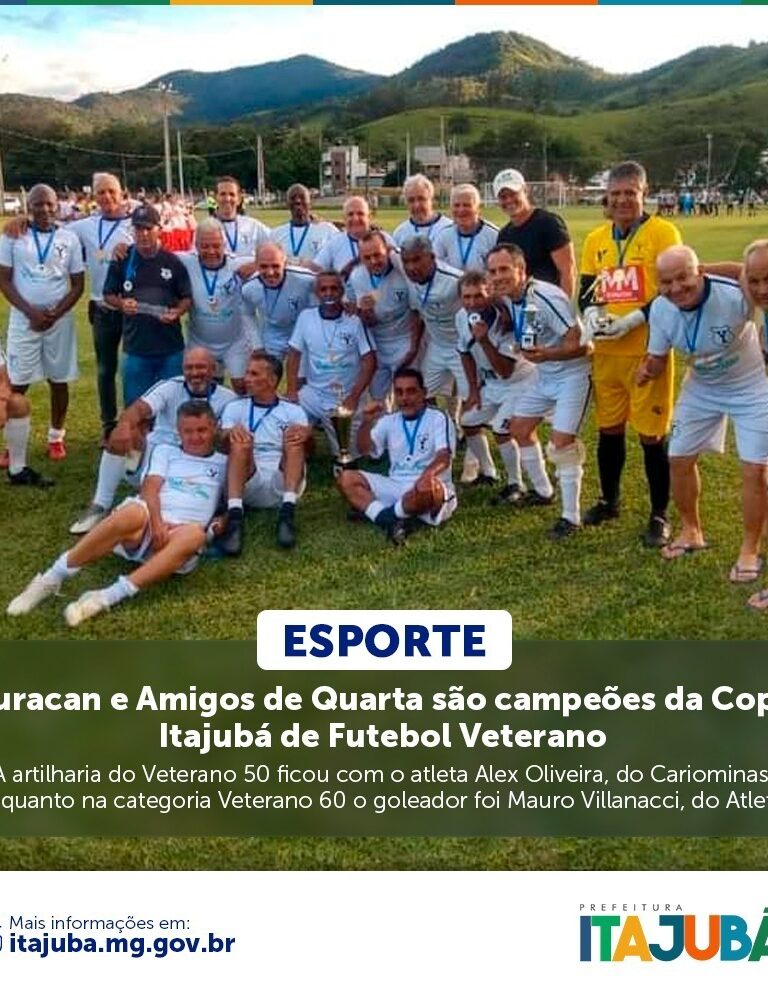 ESPORTE
uracan e Amigos de Quarta são campeões da Cop
Itajubá de Futebol Veterano
A artilharia do Veterano 50 ficou com o atleta Alex Oliveira, do Cariominas
quanto na categoria Veterano 60 o goleador foi Mauro Villanacci, do Atlet
Mais informações em:
itajuba.mg.gov.br
PREFEITURA
ITAJUBÁ